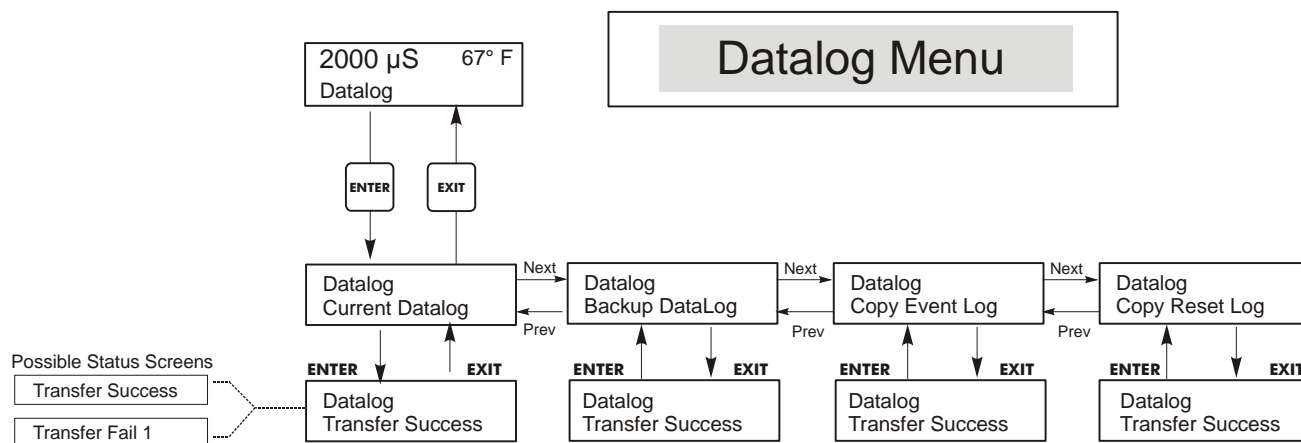 Datalog Menu
2000 µS 67° F
Datalog
ENTER
EXIT
Datalog
Current Datalog
Next
Prev
Datalog
Backup DataLog
Next
Prev
Datalog
Copy Event Log
Next
Prev
Datalog
Copy Reset Log
Possible Status Screens
Transfer Success
Transfer Fail 1
ENTER
EXIT
Datalog
Transfer Success
ENTER
EXIT
Datalog
Transfer Success
ENTER
EXIT
Datalog
Transfer Success
ENTER
EXIT
Datalog
Transfer Success